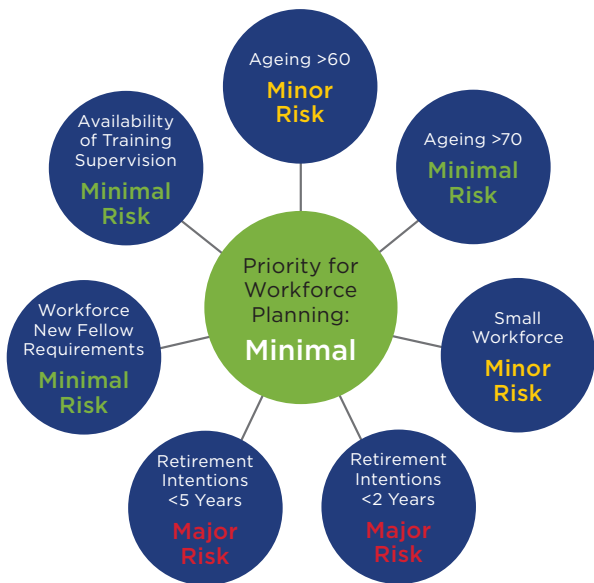 Ageing >60
Minor
Risk
Ageing >70
Minimal
Risk
Small
Workforce
Minor
Risk
Retirement
Intentions
<2 Years
Major
Risk
Retirement
Intentions
<5 Years
Major
Risk
Workforce
New Fellow
Requirements
Minimal
Risk
Availability
of Training
Supervision
Minimal
Risk
Priority for
Workforce
Planning:
Minimal